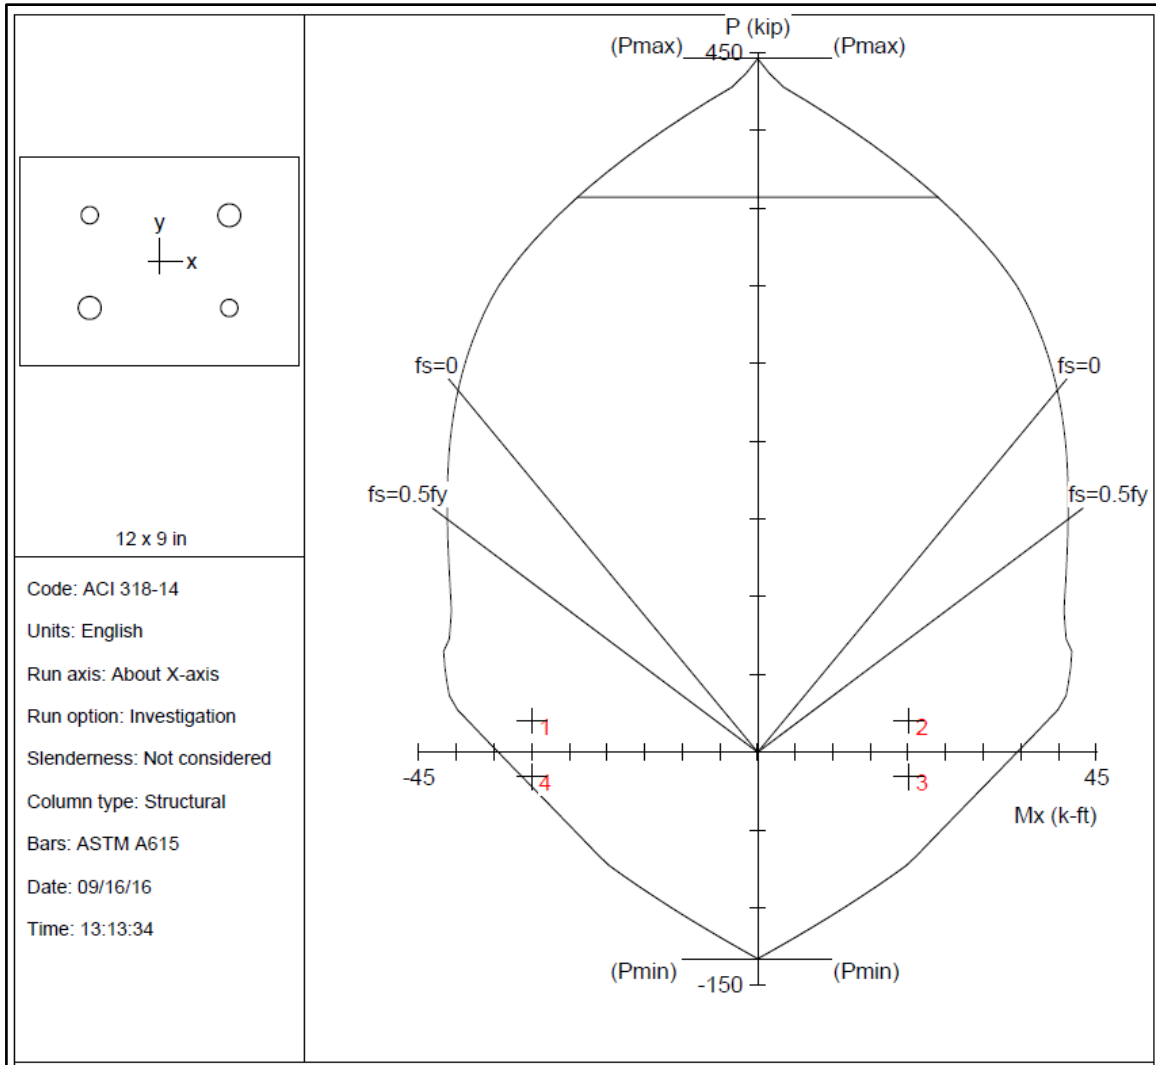 y
x
12 x 9 in
Code: ACI 318-14
Units: English
Run axis: About X-axis
Run option: Investigation
Slenderness: Not considered
Column type: Structural
Bars: ASTM A615
Date: 09/16/16
Time: 13:13:34
P (kip)
(Pmax) 450 (Pmax)
fs=0 fs=0
fs=0.5fy fs=0.5fy
1 2
-45 4 3 45
Mx (k-ft)
(Pmin) (Pmin)
-150